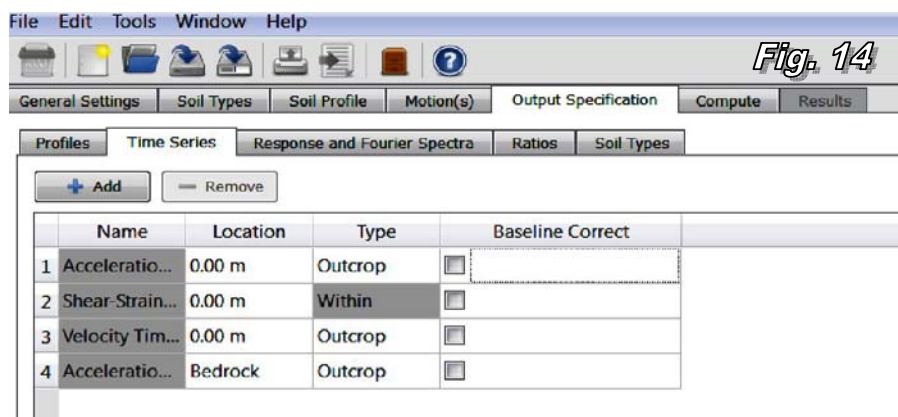 File Edit Tools Window Help
Fig. 14
General Settings Soil Types Soil Profile Motion(s) Output Specification Compute Results
Profiles Time Series Response and Fourier Spectra Ratios Soil Types
Add Remove
Name Location Type Baseline Correct
1 Acceleratio... 0.00 m Outcrop
2 Shear-Strain... 0.00 m Within
3 Velocity Tim... 0.00 m Outcrop
4 Acceleratio... Bedrock Outcrop